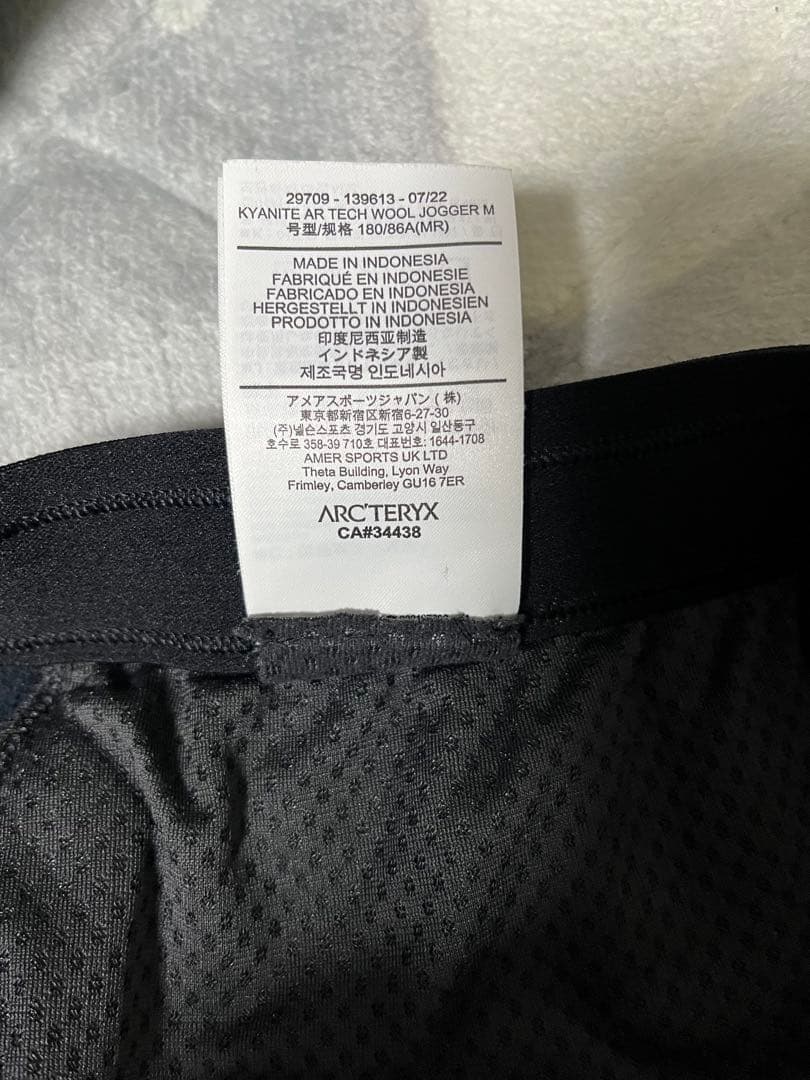 29709 - 139613 - 07/22
KYANITE AR TECH WOOL JOGGER M
号型/规格 180/86A(MR)
MADE IN INDONESIA
FABRIQUÉ EN INDONESIE
FABRICADO EN INDONESIA
HERGESTELLT IN INDONESIEN
PRODOTTO IN INDONESIA
印度尼西亚制造
インドネシア製
제조국명 인도네시아
アメアスポーツジャパン (株)
東京都新宿区新宿6-27-30
(주)넬슨스포츠 경기도 고양시 일산동구
호수로 358-39 710호 대표번호: 1644-1708
AMER SPORTS UK LTD
Theta Building, Lyon Way
Frimley, Camberley GU16 7ER
ARC'TERYX
CA#34438